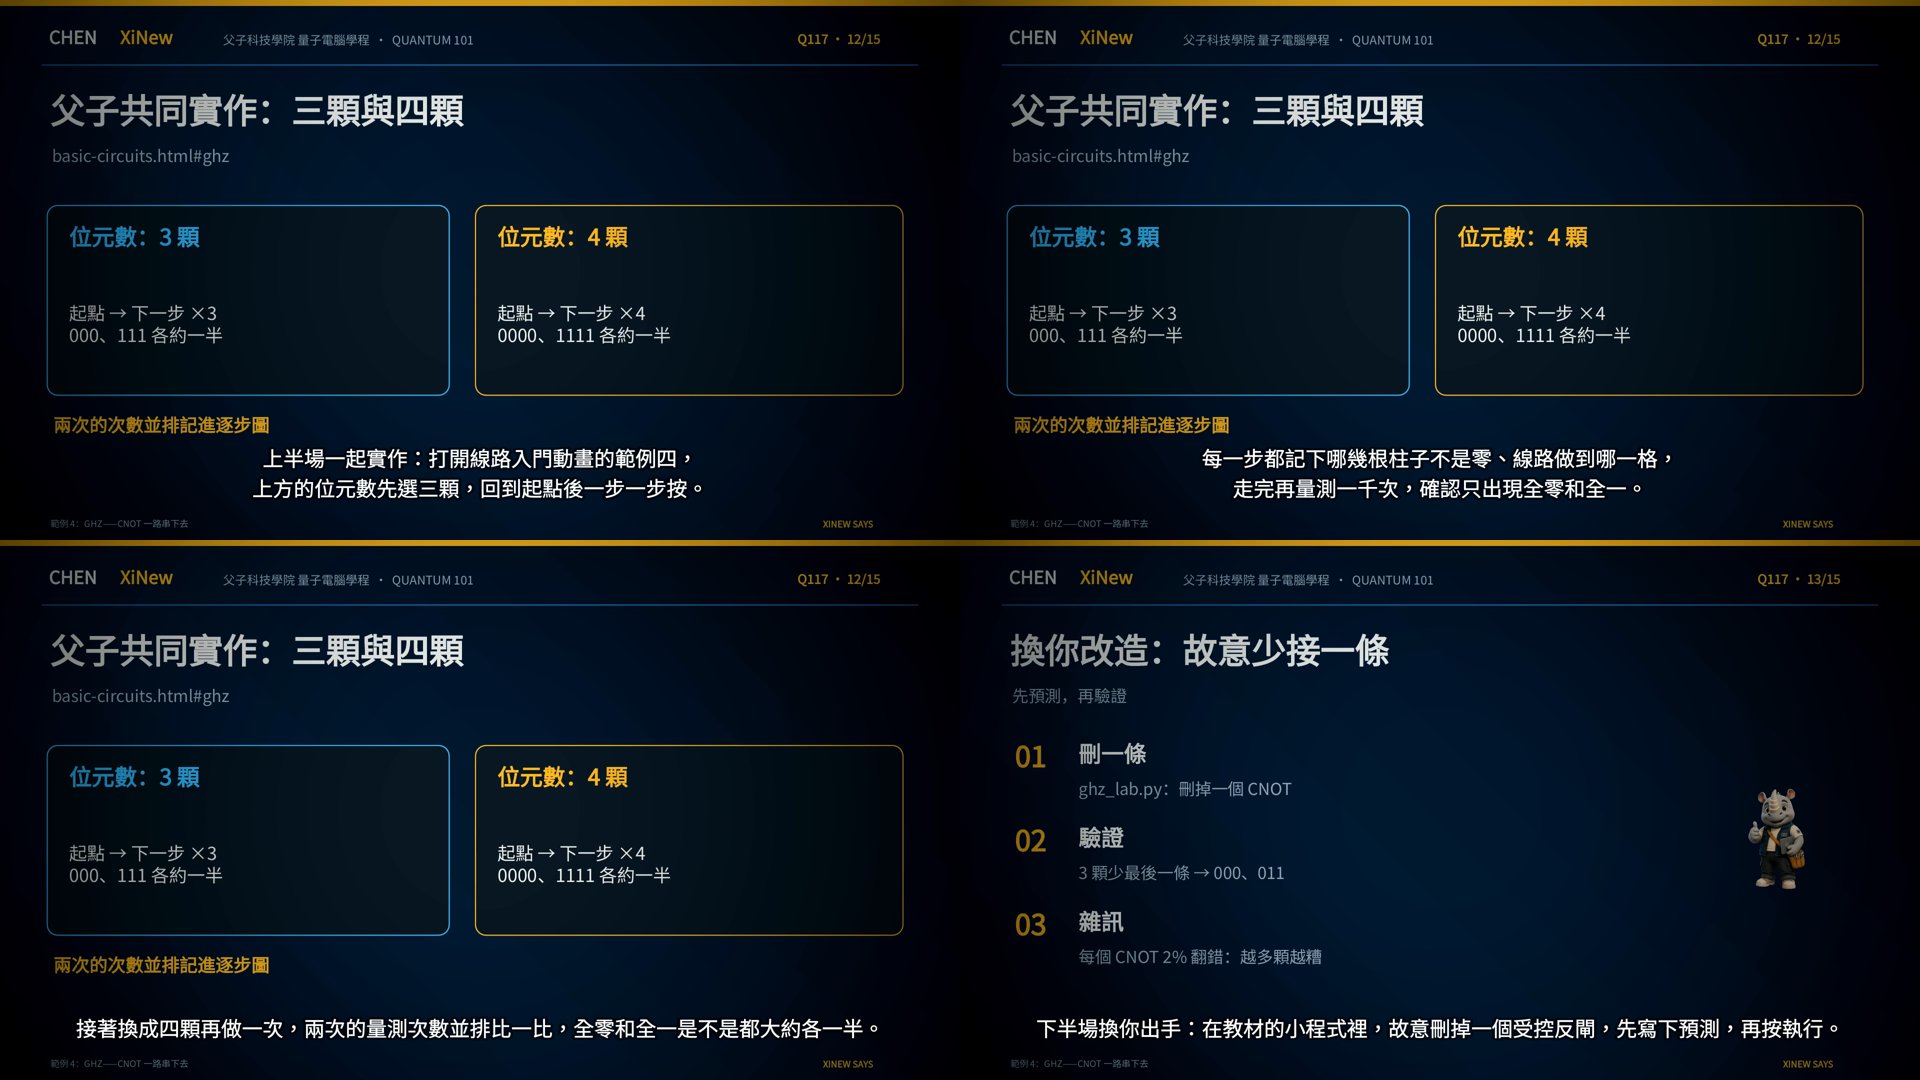 CHEN XiNew 父子科技學院 量子電腦學程 · QUANTUM 101 Q117 · 12/15
父子共同實作：三顆與四顆
basic-circuits.html#ghz
位元數：3 顆
起點 → 下一步 ×3
000、111 各約一半
位元數：4 顆
起點 → 下一步 ×4
0000、1111 各約一半
兩次的次數並排記進逐步圖
上半場一起實作：打開線路入門動畫的範例四，
上方的位元數先選三顆，回到起點後一步一步按。
範例 4：GHZ——CNOT 一路串下去 XINEW SAYS
CHEN XiNew 父子科技學院 量子電腦學程 · QUANTUM 101 Q117 · 12/15
父子共同實作：三顆與四顆
basic-circuits.html#ghz
位元數：3 顆
起點 → 下一步 ×3
000、111 各約一半
位元數：4 顆
起點 → 下一步 ×4
0000、1111 各約一半
兩次的次數並排記進逐步圖
每一步都記下哪幾根柱子不是零、線路做到哪一格，
走完再量測一千次，確認只出現全零和全一。
範例 4：GHZ——CNOT 一路串下去 XINEW SAYS
CHEN XiNew 父子科技學院 量子電腦學程 · QUANTUM 101 Q117 · 12/15
父子共同實作：三顆與四顆
basic-circuits.html#ghz
位元數：3 顆
起點 → 下一步 ×3
000、111 各約一半
位元數：4 顆
起點 → 下一步 ×4
0000、1111 各約一半
兩次的次數並排記進逐步圖
接著換成四顆再做一次，兩次的量測次數並排比一比，全零和全一是不是都大約各一半。
範例 4：GHZ——CNOT 一路串下去 XINEW SAYS
CHEN XiNew 父子科技學院 量子電腦學程 · QUANTUM 101 Q117 · 13/15
換你改造：故意少接一條
先預測，再驗證
01 刪一條
ghz_lab.py：刪掉一個 CNOT
02 驗證
3 顆少最後一條 → 000、011
03 雜訊
每個 CNOT 2% 翻錯：越多顆越糟
下半場換你出手：在教材的小程式裡，故意刪掉一個受控反閘，先寫下預測，再按執行。
範例 4：GHZ——CNOT 一路串下去 XINEW SAYS